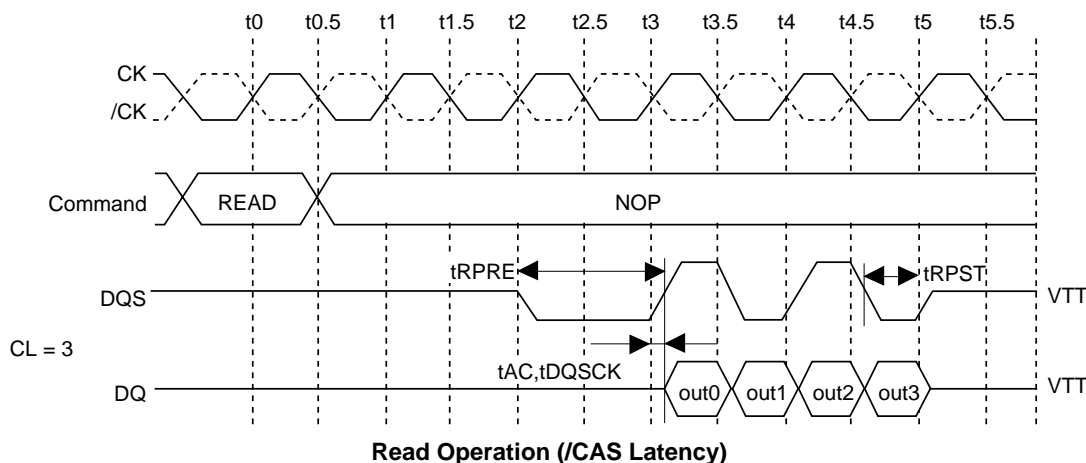 t0 t0.5 t1 t1.5 t2 t2.5 t3 t3.5 t4 t4.5 t5 t5.5
CK
/CK
Command READ NOP
tRPRE tRPST
DQS VTT
CL = 3
tAC,tDQSCK
DQ out0 out1 out2 out3 VTT
Read Operation (/CAS Latency)